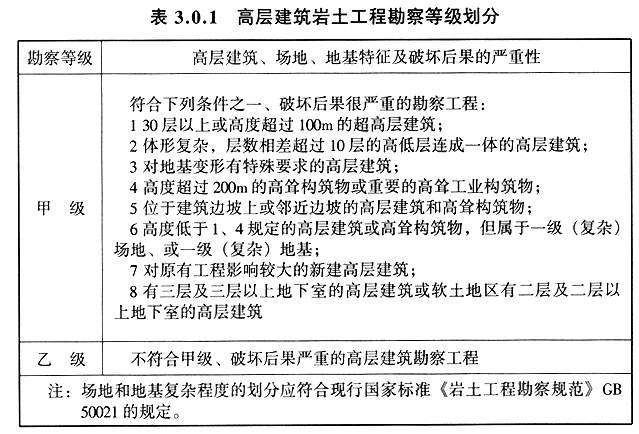 表 3.0.1 高层建筑岩土工程勘察等级划分
勘察等级 高层建筑、场地、地基特征及破坏后果的严重性
甲 级
符合下列条件之一、破坏后果很严重的勘察工程：
1 30 层以上或高度超过 100m 的超高层建筑；
2 体形复杂，层数相差超过 10 层的高低层连成一体的高层建筑；
3 对地基变形有特殊要求的高层建筑；
4 高度超过 200m 的高耸构筑物或重要的高耸工业构筑物；
5 位于建筑边坡上或邻近边坡的高层建筑和高耸构筑物；
6 高度低于 1、4 规定的高层建筑或高耸构筑物，但属于一级（复杂）
场地、或一级（复杂）地基；
7 对原有工程影响较大的新建高层建筑；
8 有三层及三层以上地下室的高层建筑或软土地区有二层及二层以
上地下室的高层建筑
乙 级 不符合甲级、破坏后果严重的高层建筑勘察工程
注：场地和地基复杂程度的划分应符合现行国家标准《岩土工程勘察规范》GB
50021 的规定。